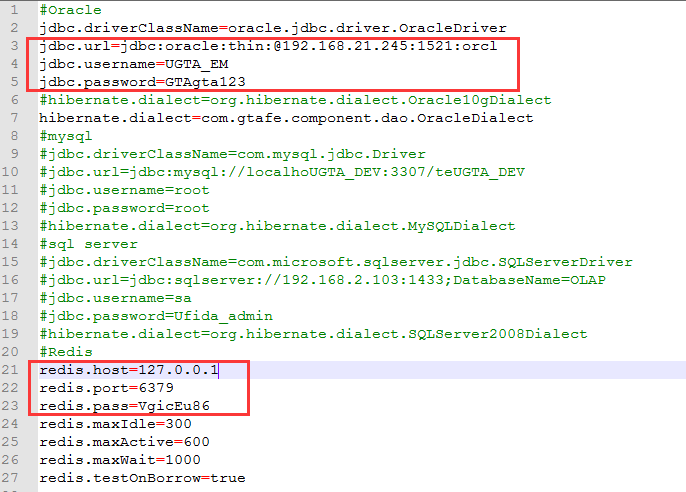 1 #Oracle
2 jdbc.driverClassName=oracle.jdbc.driver.OracleDriver
3 jdbc.url=jdbc:oracle:thin:@192.168.21.245:1521:orcl
4 jdbc.username=UGTA_EM
5 jdbc.password=GTAgta123
6 #hibernate.dialect=org.hibernate.dialect.Oracle10gDialect
7 hibernate.dialect=com.gtafe.component.dao.OracleDialect
8 #mysql
9 #jdbc.driverClassName=com.mysql.jdbc.Driver
10 #jdbc.url=jdbc:mysql://localhoUGTA_DEV:3307/teUGTA_DEV
11 #jdbc.username=root
12 #jdbc.password=root
13 #hibernate.dialect=org.hibernate.dialect.MySQLDialect
14 #sql server
15 #jdbc.driverClassName=com.microsoft.sqlserver.jdbc.SQLServerDriver
16 #jdbc.url=jdbc:sqlserver://192.168.2.103:1433;DatabaseName=OLAP
17 #jdbc.username=sa
18 #jdbc.password=Ufida_admin
19 #hibernate.dialect=org.hibernate.dialect.SQLServer2008Dialect
20 #Redis
21 redis.host=127.0.0.1
22 redis.port=6379
23 redis.pass=VgicEu86
24 redis.maxIdle=300
25 redis.maxActive=600
26 redis.maxWait=1000
27 redis.testOnBorrow=true